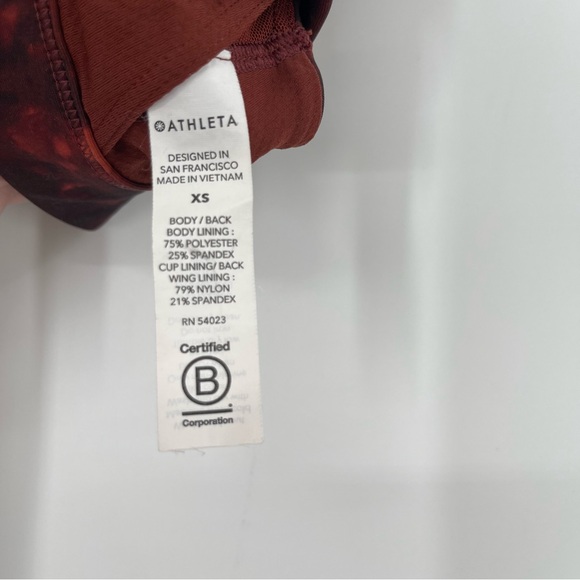 ATHLETA
DESIGNED IN
SAN FRANCISCO
MADE IN VIETNAM
XS
BODY / BACK
BODY LINING :
75% POLYESTER
25% SPANDEX
CUP LINING/ BACK
WING LINING :
79% NYLON
21% SPANDEX
RN 54023
Certified
B
Corporation